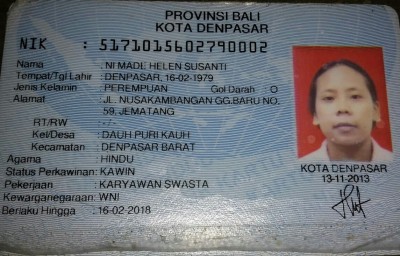 PROVINSI BALI
KOTA DENPASAR
NIK : 5171015602790002
Nama : NI MADE HELEN SUSANTI
Tempat/Tgl Lahir : DENPASAR, 16-02-1979
Jenis Kelamin : PEREMPUAN Gol Darah O
Alamat : JL. NUSAKAMBANGAN GG.BARU NO.
59, JEMATANG
RT/RW : -/-
Kel/Desa : DAUH PURI KAUH
Kecamatan : DENPASAR BARAT
Agama : HINDU
Status Perkawinan: KAWIN
Pekerjaan : KARYAWAN SWASTA
Kewarganegaraan: WNI
Berlaku Hingga : 16-02-2018
KOTA DENPASAR
13-11-2013